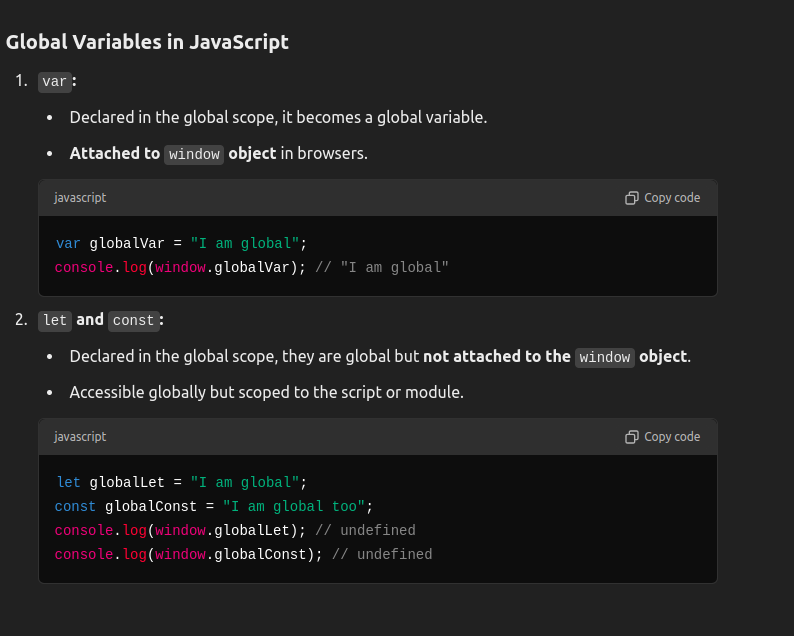 Global Variables in JavaScript
1. var:
• Declared in the global scope, it becomes a global variable.
• Attached to window object in browsers.
javascript Copy code
var globalVar = "I am global";
console.log(window.globalVar); // "I am global"
2. let and const:
• Declared in the global scope, they are global but not attached to the window object.
• Accessible globally but scoped to the script or module.
javascript Copy code
let globalLet = "I am global";
const globalConst = "I am global too";
console.log(window.globalLet); // undefined
console.log(window.globalConst); // undefined